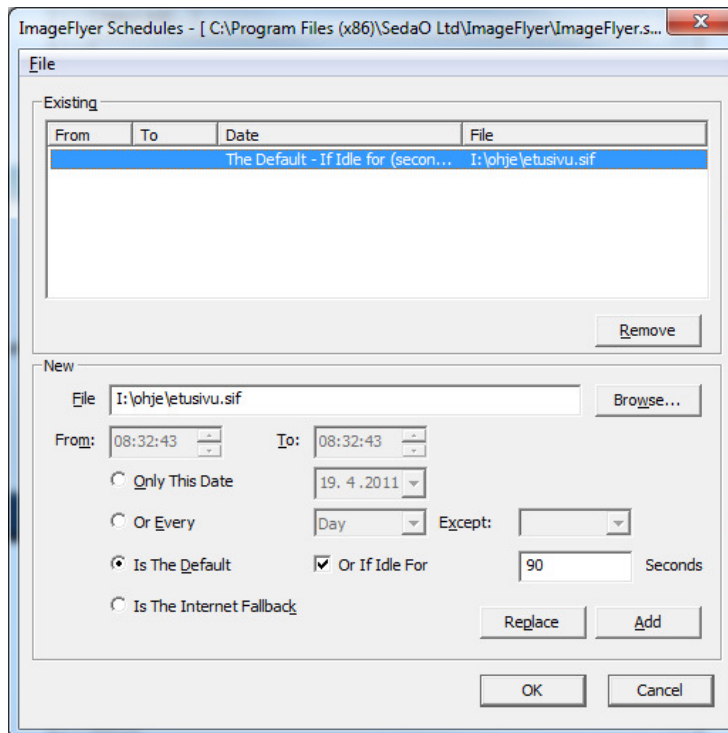 ImageFlyer Schedules - [ C:\Program Files (x86)\SedaO Ltd\ImageFlyer\ImageFlyer.s...
File
Existing
From To Date File
The Default - If Idle for (secon... I:\ohje\etusivu.sif
Remove
New
File I:\ohje\etusivu.sif Browse...
From: 08:32:43 To: 08:32:43
Only This Date 19. 4 .2011
Or Every Day Except:
Is The Default Or If Idle For 90 Seconds
Is The Internet Fallback
Replace Add
OK Cancel